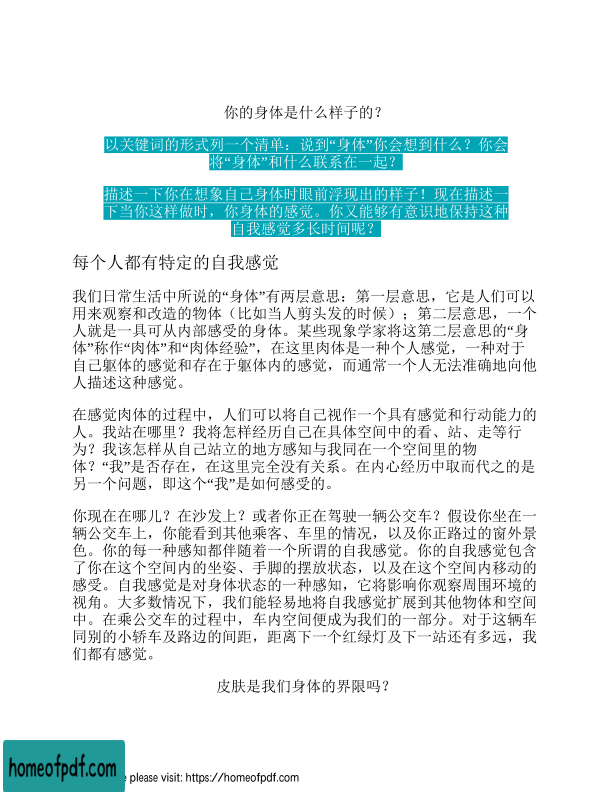 你的身体是什么样子的？
以关键词的形式列一个清单：说到“身体”你会想到什么？你会
将“身体”和什么联系在一起？
描述一下你在想象自己身体时眼前浮现出的样子！现在描述一
下当你这样做时，你身体的感觉。你又能够有意识地保持这种
自我感觉多长时间呢？
每个人都有特定的自我感觉
我们日常生活中所说的“身体”有两层意思：第一层意思，它是人们可以
用来观察和改造的物体（比如当人剪头发的时候）；第二层意思，一个
人就是一具可从内部感受的身体。某些现象学家将这第二层意思的“身
体”称作“肉体”和“肉体经验”，在这里肉体是一种个人感觉，一种对于
自己躯体的感觉和存在于躯体内的感觉，而通常一个人无法准确地向他
人描述这种感觉。
在感觉肉体的过程中，人们可以将自己视作一个具有感觉和行动能力的
人。我站在哪里？我将怎样经历自己在具体空间中的看、站、走等行
为？我该怎样从自己站立的地方感知与我同在一个空间里的物
体？“我”是否存在，在这里完全没有关系。在内心经历中取而代之的是
另一个问题，即这个“我”是如何感受的。
你现在在哪儿？在沙发上？或者你正在驾驶一辆公交车？假设你坐在一
辆公交车上，你能看到其他乘客、车里的情况，以及你正路过的窗外景
色。你的每一种感知都伴随着一个所谓的自我感觉。你的自我感觉包含
了你在这个空间内的坐姿、手脚的摆放状态，以及在这个空间内移动的
感受。自我感觉是对身体状态的一种感知，它将影响你观察周围环境的
视角。大多数情况下，我们能轻易地将自我感觉扩展到其他物体和空间
中。在乘公交车的过程中，车内空间便成为我们的一部分。对于这辆车
同别的小轿车及路边的间距，距离下一个红绿灯及下一站还有多远，我
们都有感觉。
皮肤是我们身体的界限吗？
homeofpdf.com
e please visit: https://homeofpdf.com